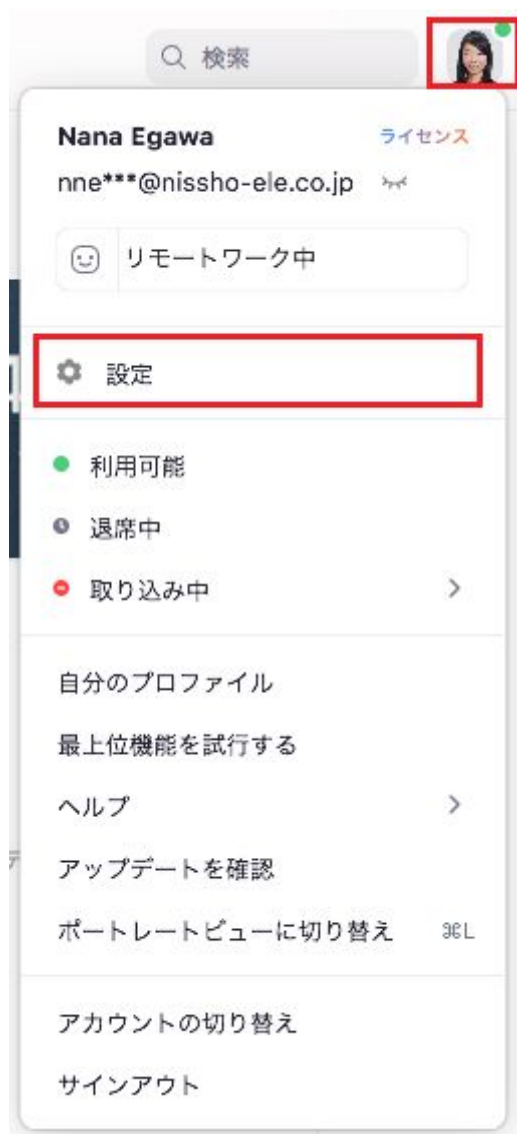 検索
Nana Egawa ライセンス
nne***@nissho-ele.co.jp
リモートワーク中
設定
利用可能
退席中
取り込み中
自分のプロファイル
最上位機能を試行する
ヘルプ
アップデートを確認
ポートレートビューに切り替え ⌘L
アカウントの切り替え
サインアウト